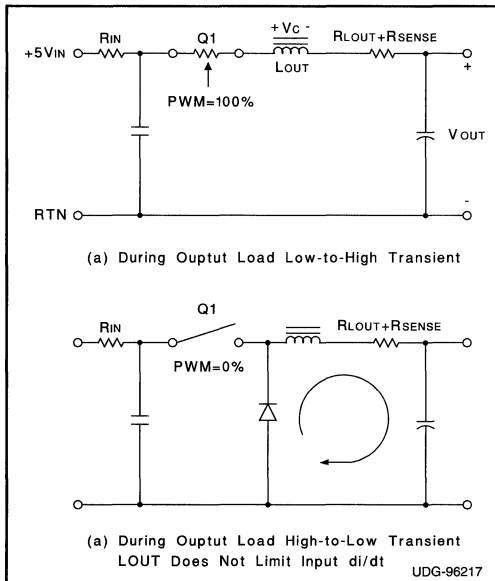 +5VIN RIN Q1 +VC- LOUT RLOUT+RSENSE +
PWM=100%
VOUT
RTN -
(a) During Ouptut Load Low-to-High Transient
Q1
RIN RLOUT+RSENSE
PWM=0%
(a) During Ouptut Load High-to-Low Transient
LOUT Does Not Limit Input di/dt
UDG-96217